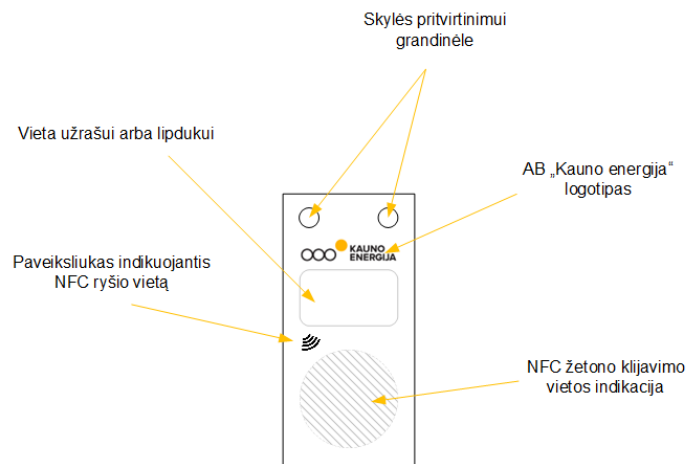 Skylės pritvirtinimui
grandinėle
Vieta užrašui arba lipdukui
AB „Kauno energija“
logotipas
KAUNO
ENERGIJA
Paveiksliukas indikuojantis
NFC ryšio vietą
NFC žetono klijavimo
vietos indikacija